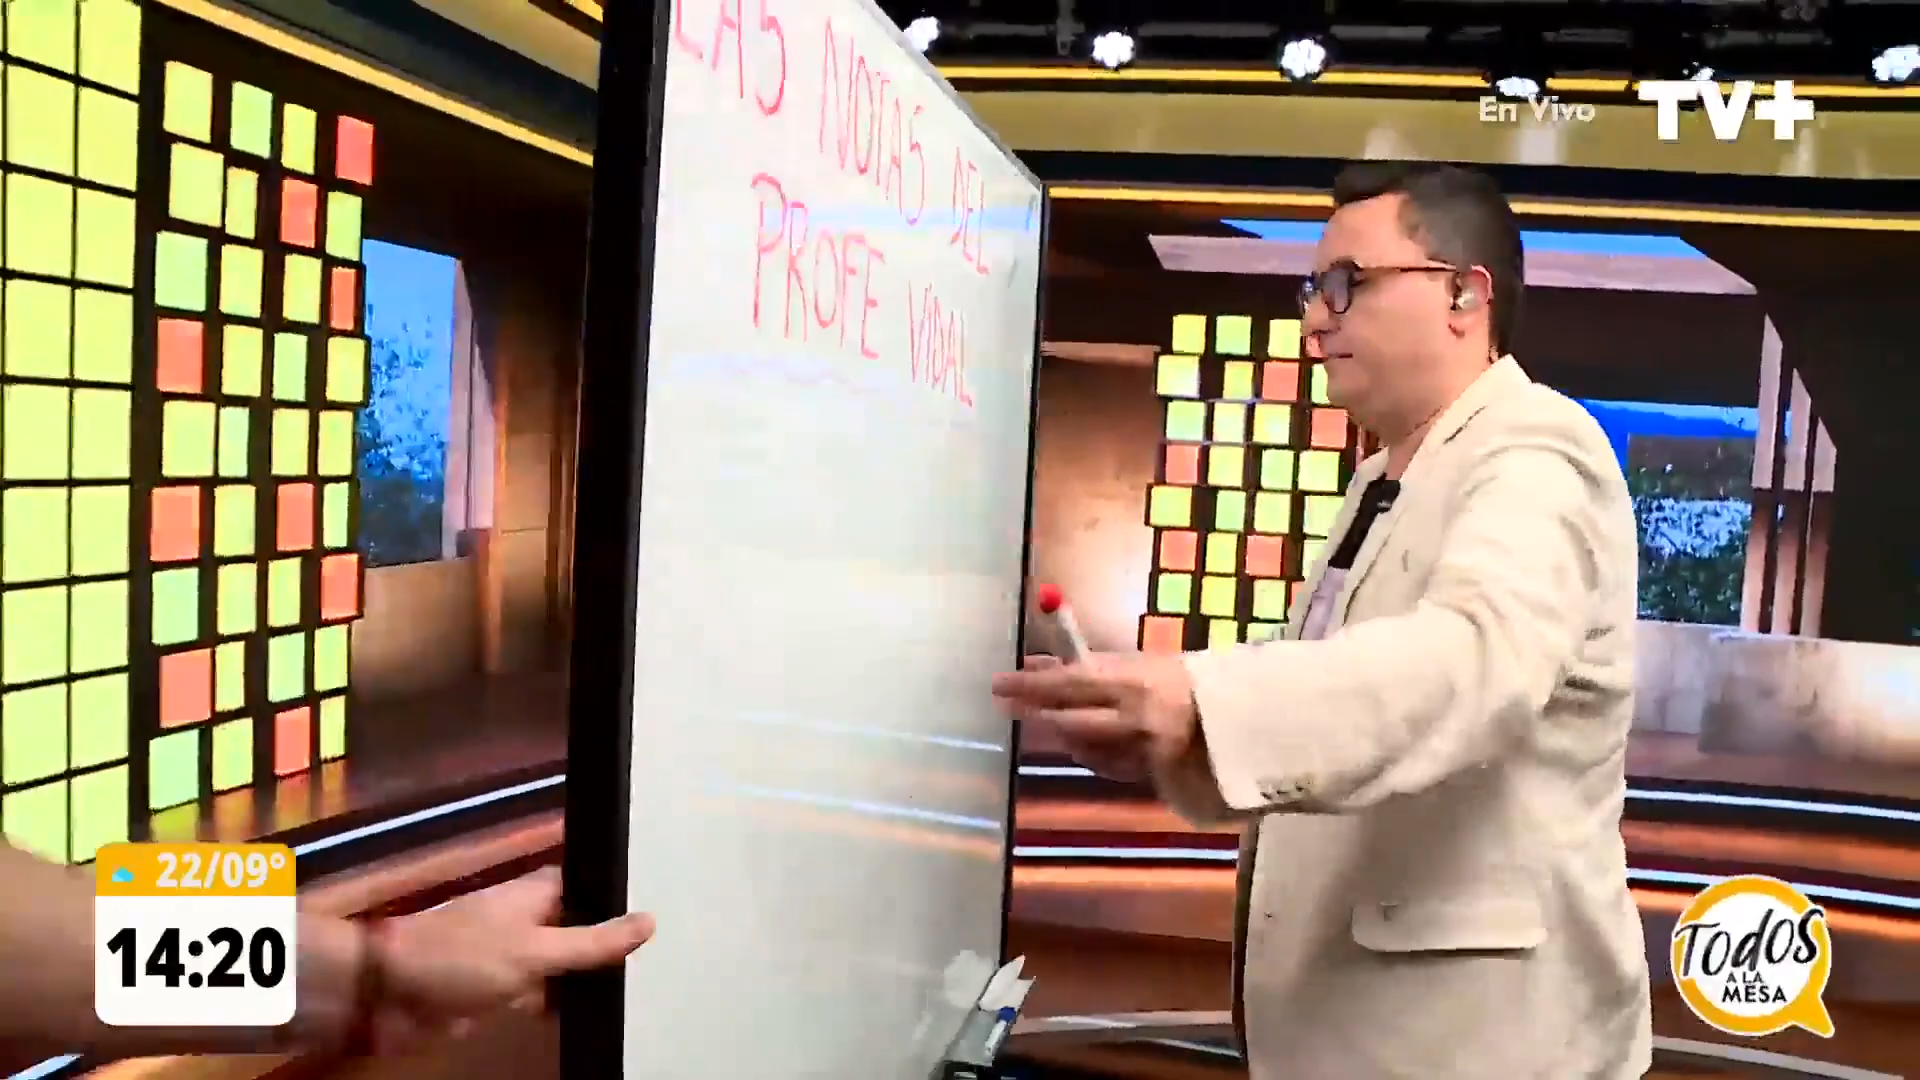 LAS NOTAS DEL
PROFE VIDAL
En Vivo
TV+
22/09°
14:20
TODOS
A LA
MESA